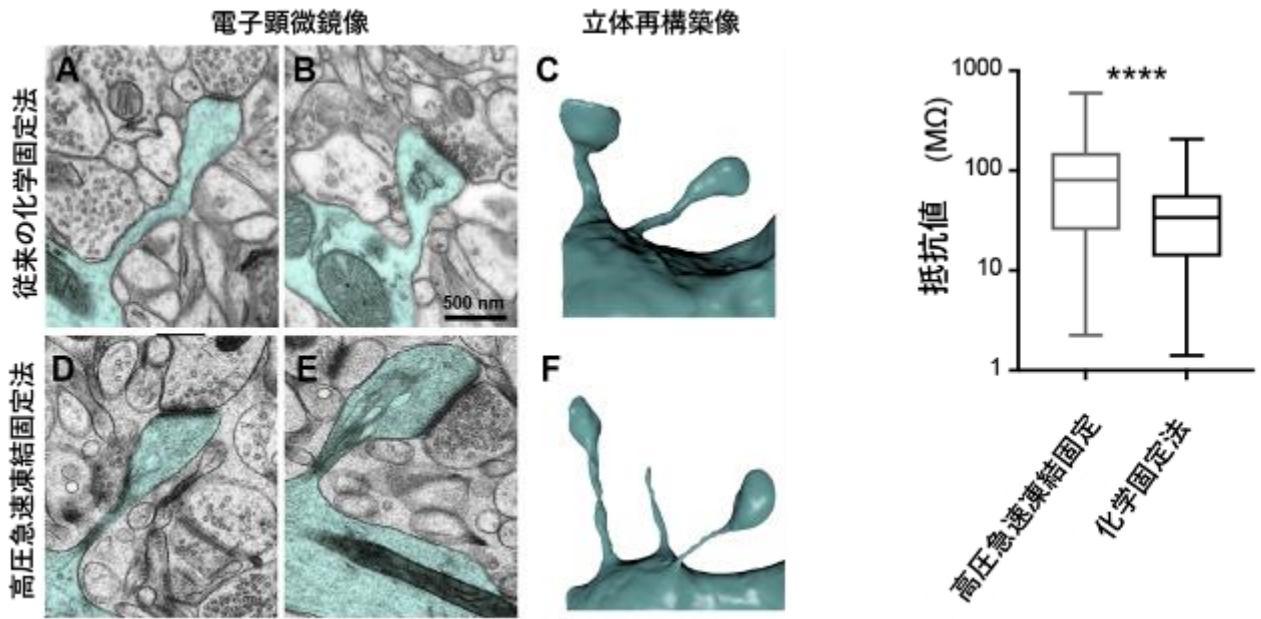 電子顕微鏡像
立体再構築像
従来の化学固定法
A
B
C
500 nm
高圧急速凍結固定法
D
E
F
抵抗値 (MΩ)
1000
100
10
1
****
高圧急速凍結固定
化学固定法